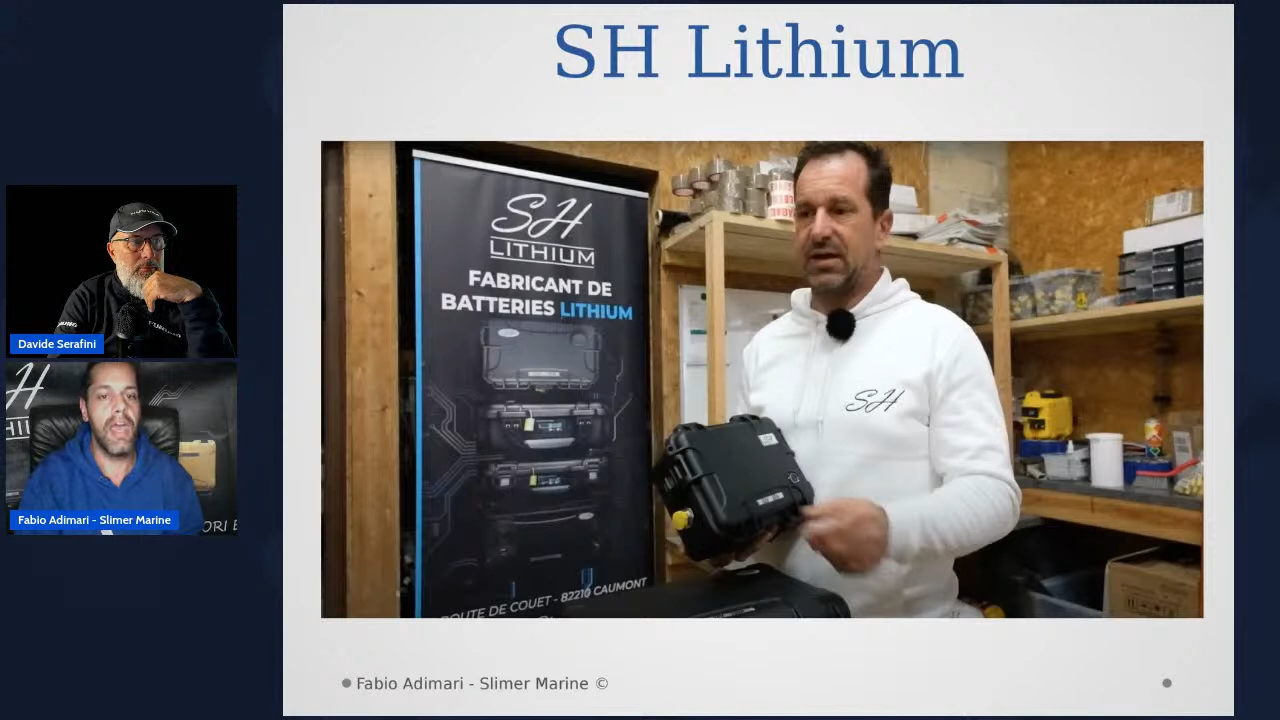 SH Lithium
SH
LITHIUM
FABRICANT DE
BATTERIES LITHIUM
ROUTE DE COUET - 82210 CAUMONT
SH
Davide Serafini
Fabio Adimari - Slimer Marine
Fabio Adimari - Slimer Marine ©